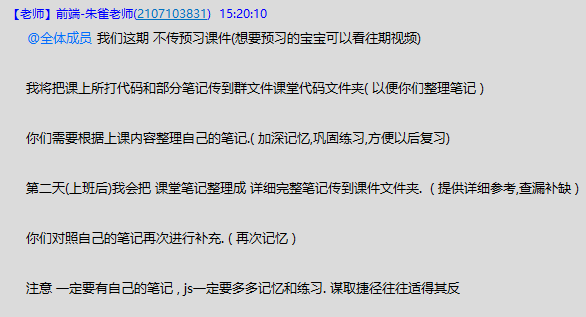 【老师】前端-朱雀老师(2107103831) 15:20:10
@全体成员 我们这期 不传预习课件(想要预习的宝宝可以看往期视频)
我将把课上所打代码和部分笔记传到群文件课堂代码文件夹( 以便你们整理笔记 )
你们需要根据上课内容整理自己的笔记.( 加深记忆,巩固练习,方便以后复习)
第二天(上班后)我会把 课堂笔记整理成 详细完整笔记传到课件文件夹. ( 提供详细参考,查漏补缺 )
你们对照自己的笔记再次进行补充. ( 再次记忆 )
注意 一定要有自己的笔记 , js一定要多多记忆和练习. 谋取捷径往往适得其反